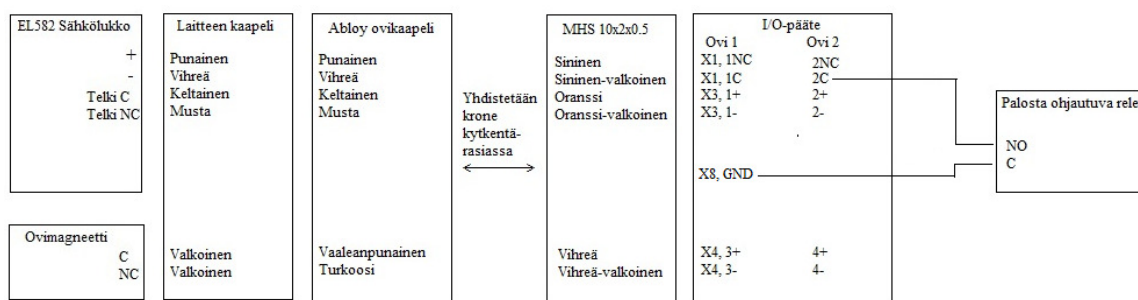 EL582 Sähkölukko
+
-
Telki C
Telki NC
Ovimagneetti
C
NC
Laitteen kaapeli
Punainen
Vihreä
Keltainen
Musta
Valkoinen
Valkoinen
Abloy ovikaapeli
Punainen
Vihreä
Keltainen
Musta
Vaaleanpunainen
Turkoosi
Yhdistetään
krone
kytkentä-
rasiassa
MHS 10x2x0.5
Sininen
Sininen-valkoinen
Oranssi
Oranssi-valkoinen
Vihreä
Vihreä-valkoinen
I/O-pääte
Ovi 1 Ovi 2
X1, 1NC 2NC
X1, 1C 2C
X3, 1+ 2+
X3, 1- 2-
X8, GND
X4, 3+ 4+
X4, 3- 4-
Palosta ohjautuva rele
NO
C